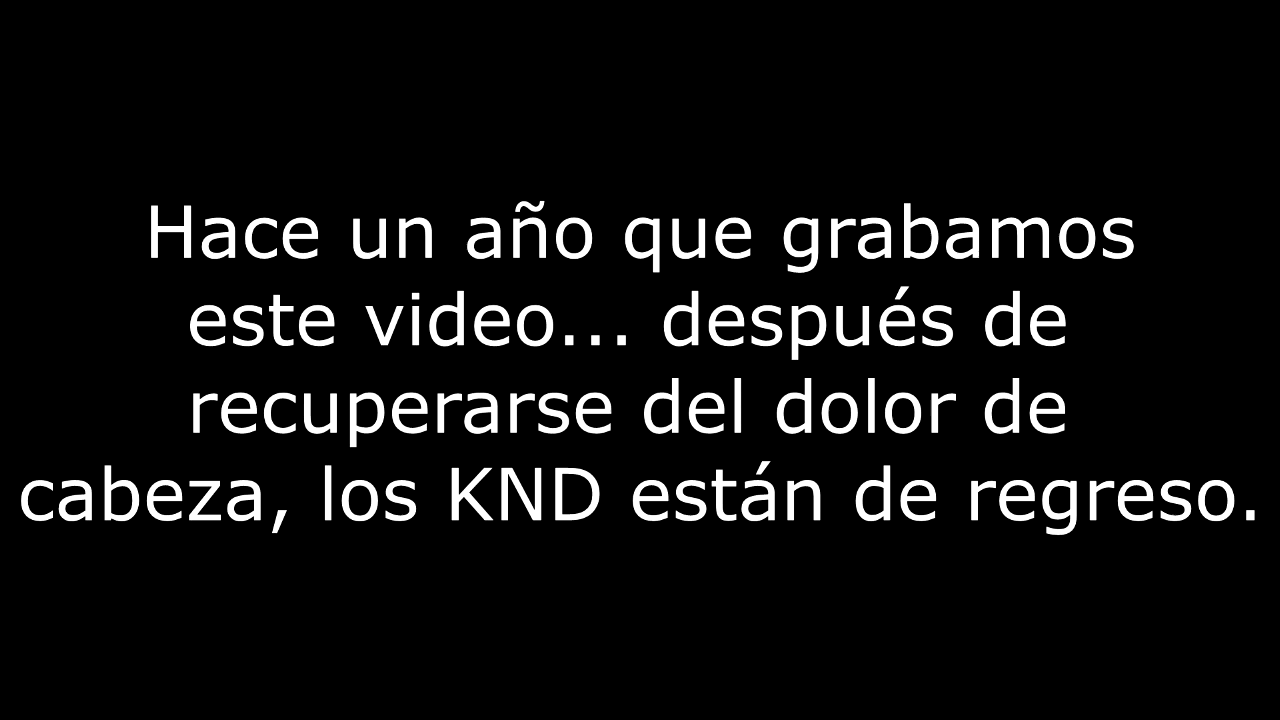 Hace un año que grabamos
este video... después de
recuperarse del dolor de
cabeza, los KND están de regreso.